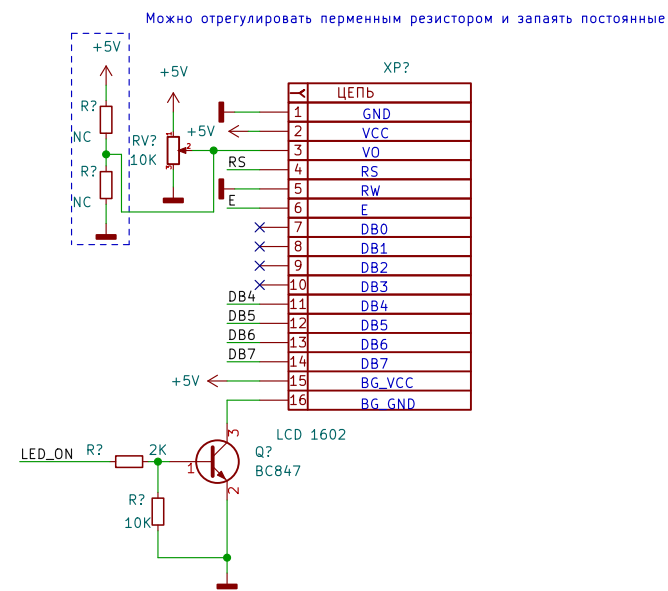 Можно отрегулировать перменным резистором и запаять постоянные
+5V
R?
NC
R?
NC
+5V
RV?
10K
1
2
3
+5V
XP?
ЦЕПЬ
1 GND
2 VCC
3 VO
RS 4 RS
5 RW
E 6 E
7 DB0
8 DB1
9 DB2
10 DB3
DB4 11 DB4
DB5 12 DB5
DB6 13 DB6
DB7 14 DB7
+5V 15 BG_VCC
16 BG_GND
LCD 1602
LED_ON R? 2K
1
3
2
Q?
BC847
R?
10K